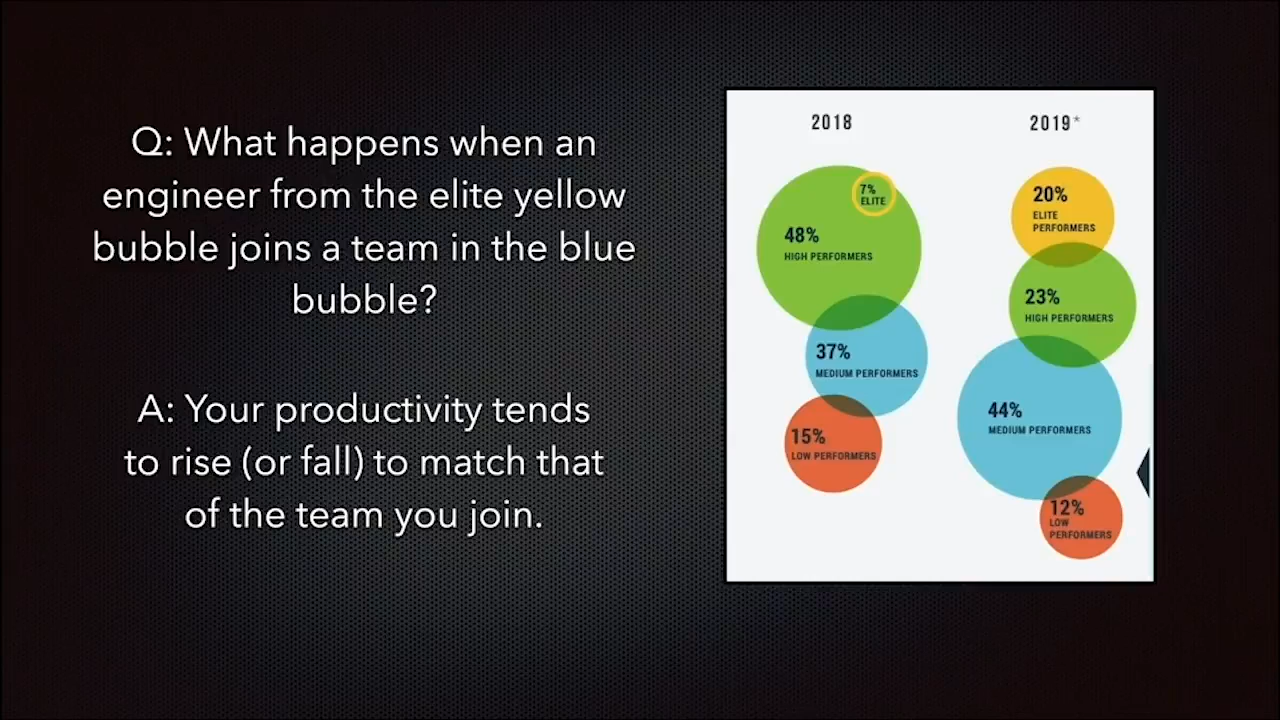 Q: What happens when an
engineer from the elite yellow
bubble joins a team in the blue
bubble?
A: Your productivity tends
to rise (or fall) to match that
of the team you join.
2018
7%
ELITE
48%
HIGH PERFORMERS
37%
MEDIUM PERFORMERS
15%
LOW PERFORMERS
2019*
20%
ELITE
PERFORMERS
23%
HIGH PERFORMERS
44%
MEDIUM PERFORMERS
12%
LOW
PERFORMERS